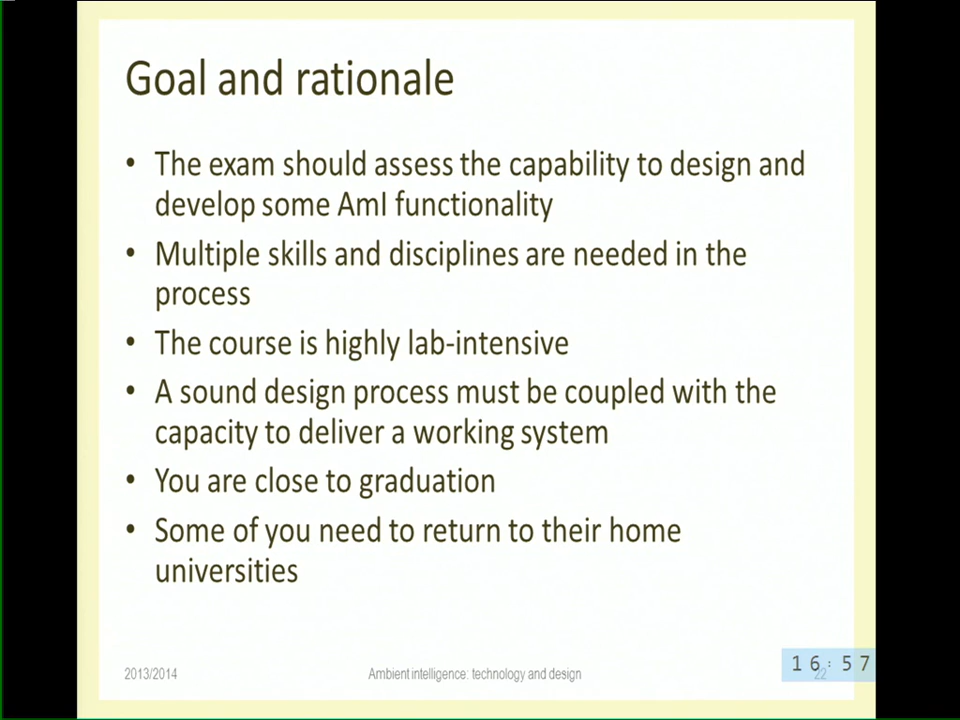 Goal and rationale
• The exam should assess the capability to design and
develop some AmI functionality
• Multiple skills and disciplines are needed in the
process
• The course is highly lab-intensive
• A sound design process must be coupled with the
capacity to deliver a working system
• You are close to graduation
• Some of you need to return to their home
universities
2013/2014
Ambient intelligence: technology and design
22
16:57